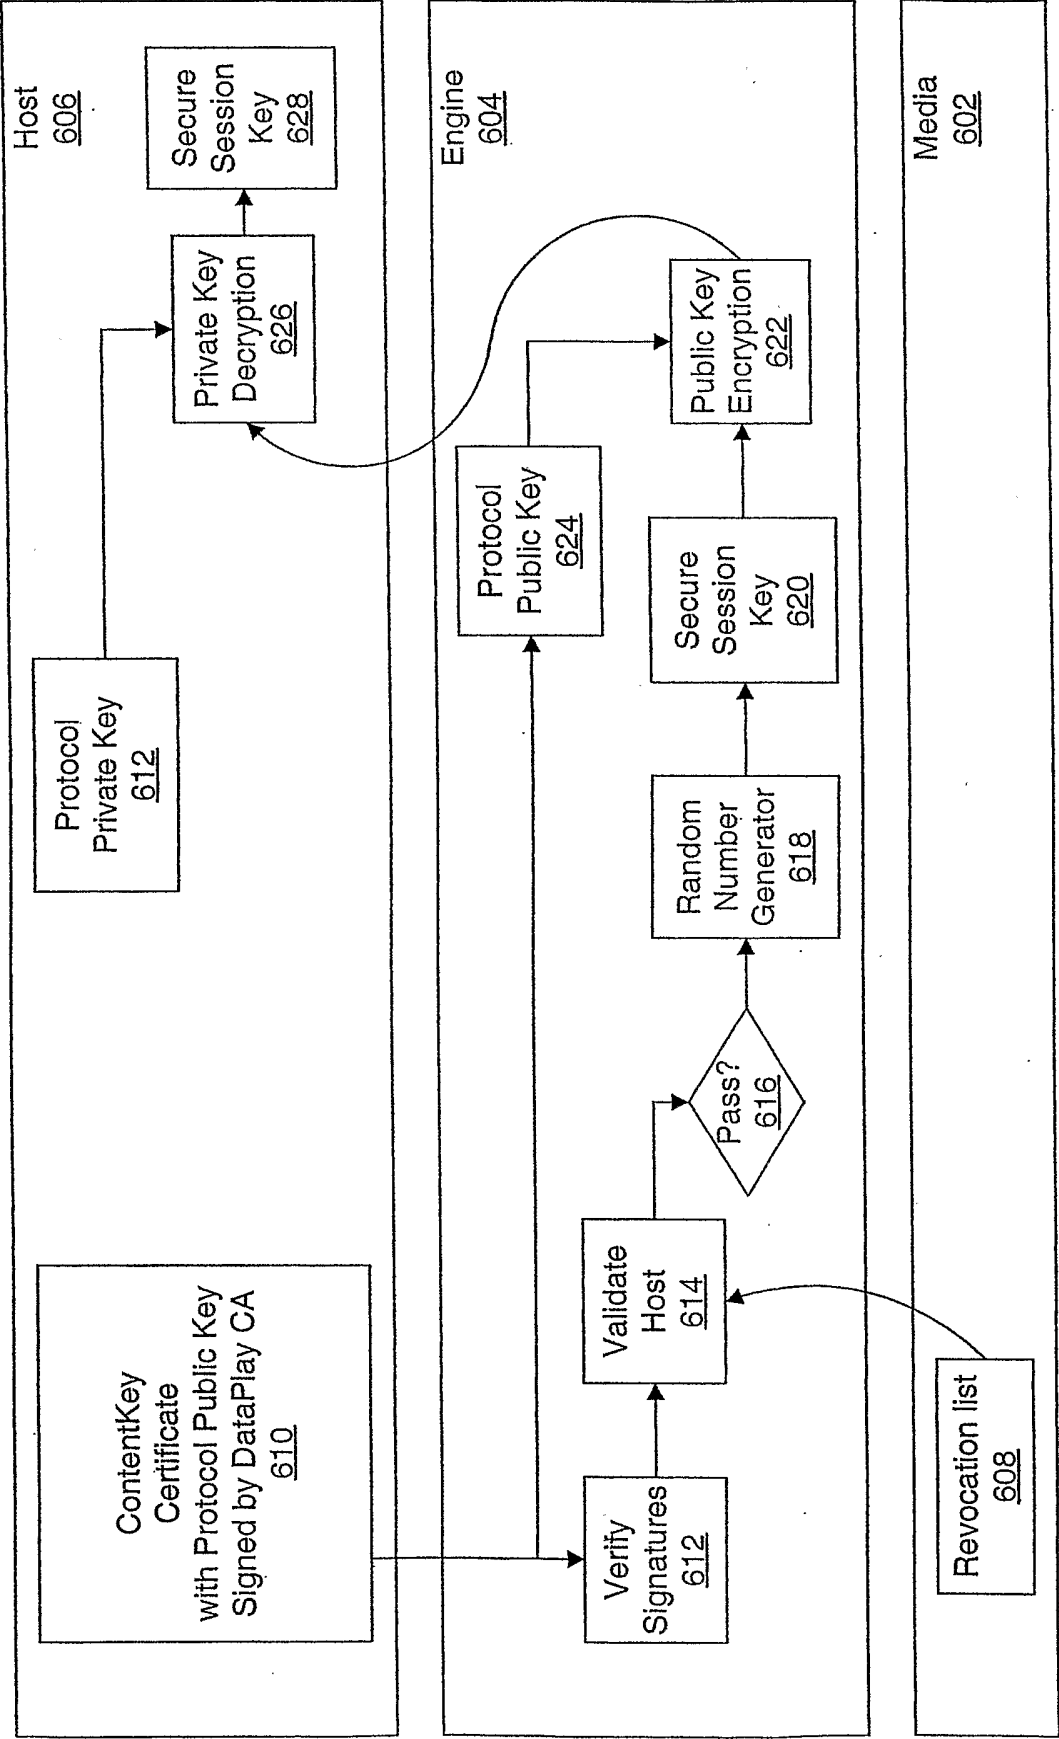 Host
606
ContentKey
Certificate
with Protocol Public Key
Signed by DataPlay CA
610
Protocol
Private Key
612
Private Key
Decryption
626
Secure
Session
Key
628
Engine
604
Verify
Signatures
612
Validate
Host
614
Pass?
616
Random
Number
Generator
618
Secure
Session
Key
620
Protocol
Public Key
624
Public Key
Encryption
622
Media
602
Revocation list
608